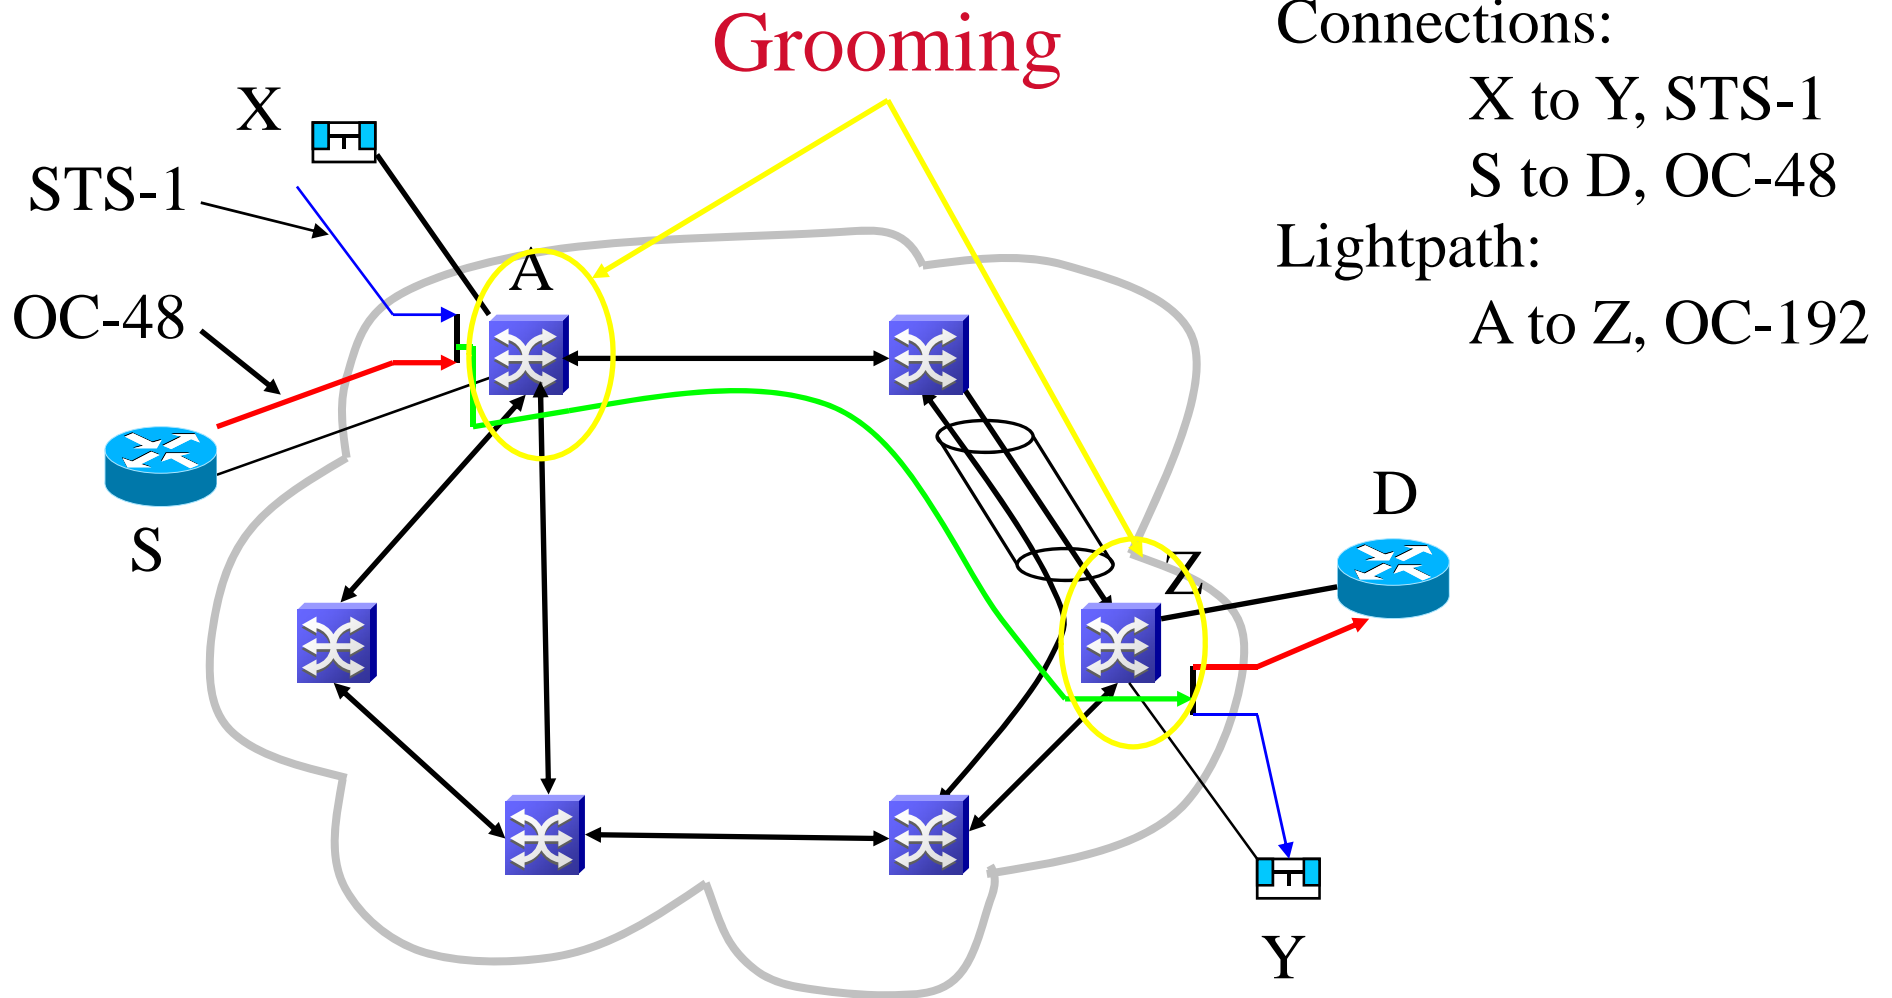 Grooming
Connections:
X to Y, STS-1
S to D, OC-48
Lightpath:
A to Z, OC-192
X
STS-1
A
OC-48
S
D
Z
Y